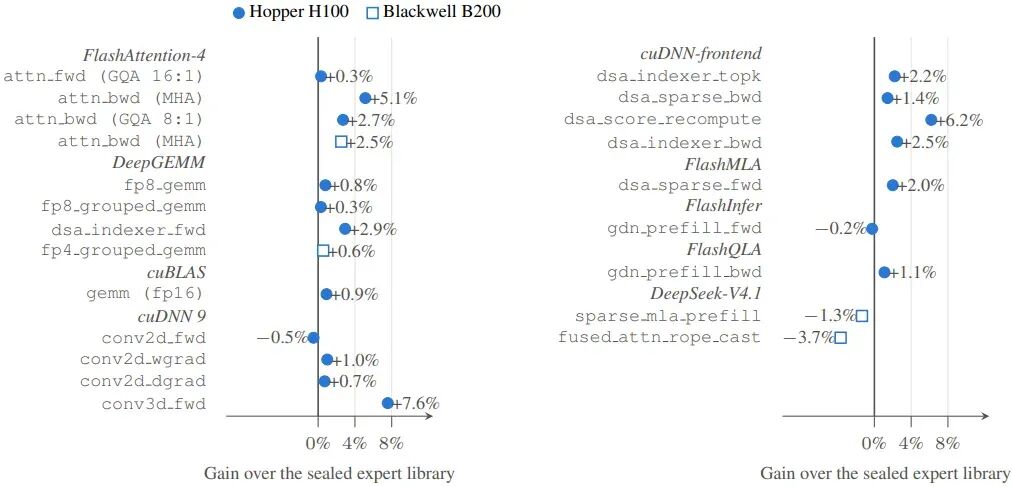 Hopper H100 Blackwell B200
FlashAttention-4
attn_fwd (GQA 16:1) +0.3%
attn_bwd (MHA) +5.1%
attn_bwd (GQA 8:1) +2.7%
attn_bwd (MHA) +2.5%
DeepGEMM
fp8_gemm +0.8%
fp8_grouped_gemm +0.3%
dsa_indexer_fwd +2.9%
fp4_grouped_gemm +0.6%
cuBLAS
gemm (fp16) +0.9%
cuDNN 9
conv2d_fwd −0.5%
conv2d_wgrad +1.0%
conv2d_dgrad +0.7%
conv3d_fwd +7.6%
0% 4% 8%
Gain over the sealed expert library
cuDNN-frontend
dsa_indexer_topk +2.2%
dsa_sparse_bwd +1.4%
dsa_score_recompute +6.2%
dsa_indexer_bwd +2.5%
FlashMLA
dsa_sparse_fwd +2.0%
FlashInfer
gdn_prefill_fwd −0.2%
FlashQLA
gdn_prefill_bwd +1.1%
DeepSeek-V4.1
sparse_mla_prefill −1.3%
fused_attn_rope_cast −3.7%
0% 4% 8%
Gain over the sealed expert library